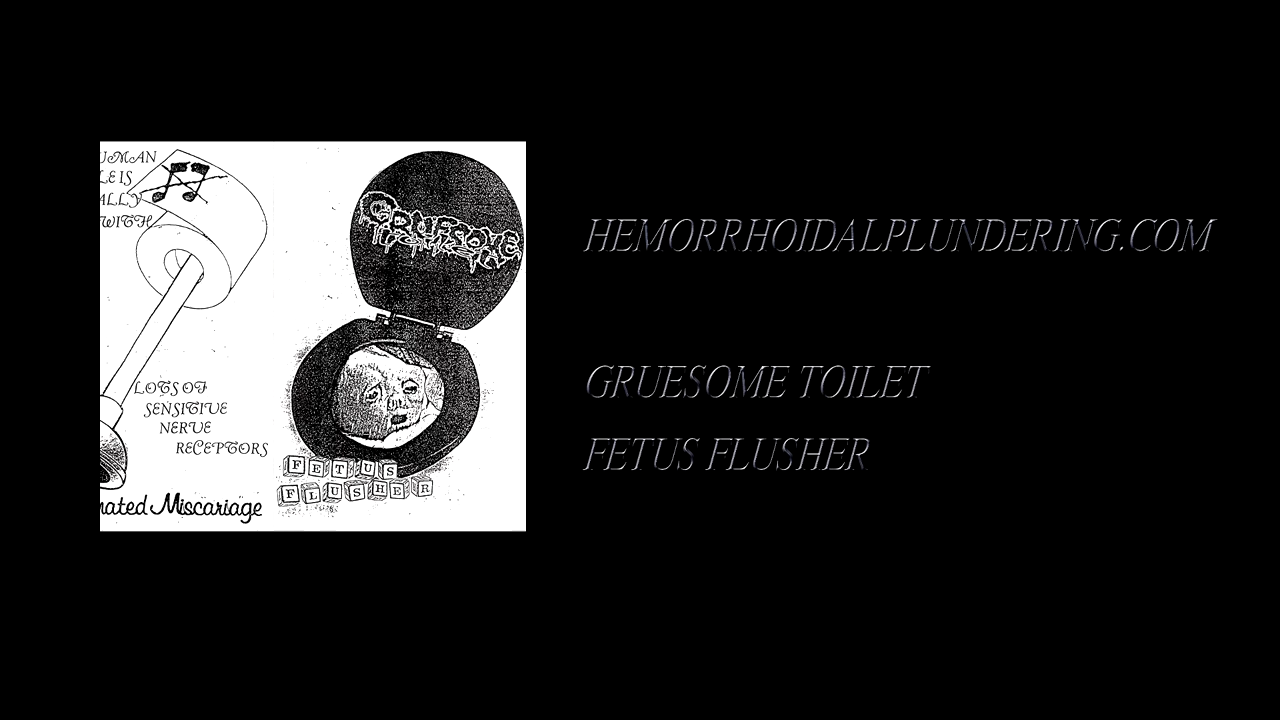 UMAN
LE IS
ALLY
WITH
LOTS OF
SENSITIVE
NERVE
RECEPTORS
nated Miscariage
GRUESOME
FETUS
FLUSHER
HEMORRHOIDALPLUNDERING.COM
GRUESOME TOILET
FETUS FLUSHER